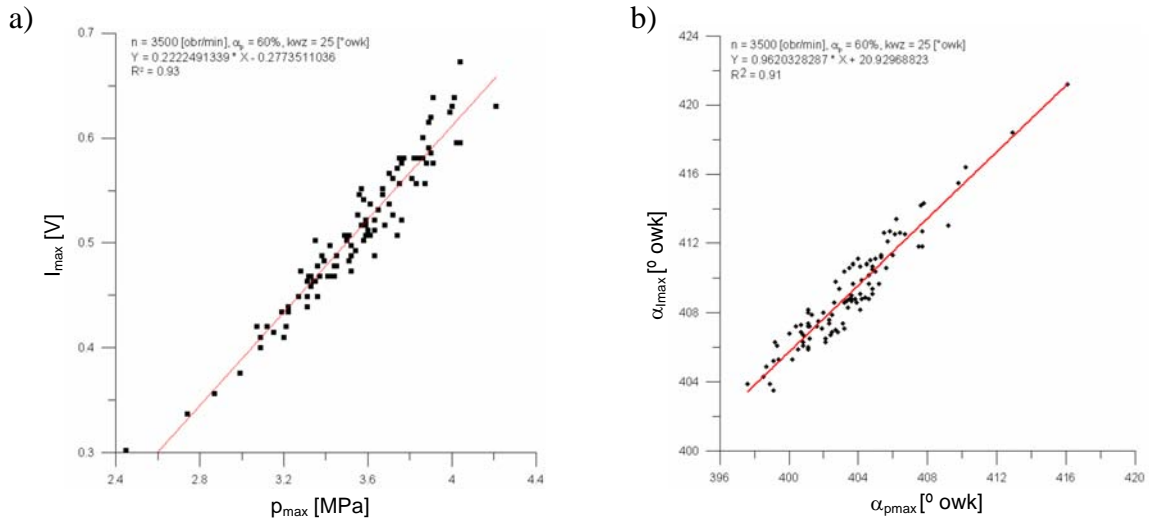 a)
n = 3500 [obr/min], αp = 60%, kwz = 25 [°owk]
Y = 0.2222491339 * X - 0.2773511036
R² = 0.93
0.7
0.6
0.5
0.4
0.3
Imax [V]
2.4 2.8 3.2 3.6 4 4.4
pmax [MPa]
b)
n = 3500 [obr/min], αp = 60%, kwz = 25 [°owk]
Y = 0.9620328287 * X + 20.92968823
R2 = 0.91
424
420
416
412
408
404
400
αImax [º owk]
396 400 404 408 412 416 420
αpmax [º owk]